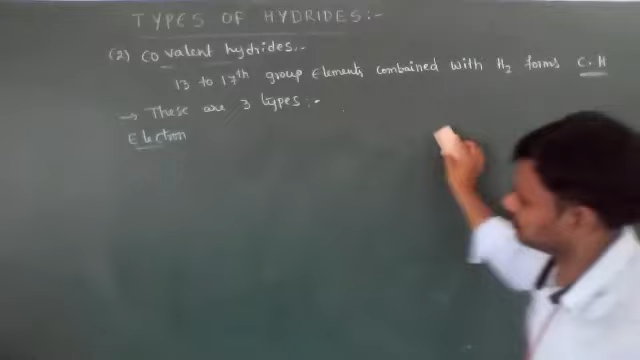 TYPES OF HYDRIDES:-
(2) Covalent hydrides:-
13 to 17th group Elements combained with H2 forms C.H
→ These are 3 types:-
Election